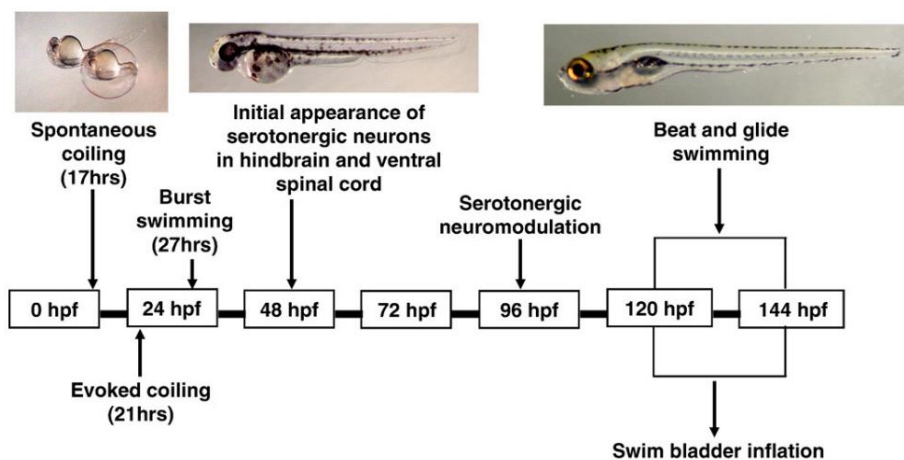 Spontaneous
coiling
(17hrs)
Initial appearance of
serotonergic neurons
in hindbrain and ventral
spinal cord
Beat and glide
swimming
Burst
swimming
(27hrs)
Serotonergic
neuromodulation
0 hpf
24 hpf
48 hpf
72 hpf
96 hpf
120 hpf
144 hpf
Evoked coiling
(21hrs)
Swim bladder inflation